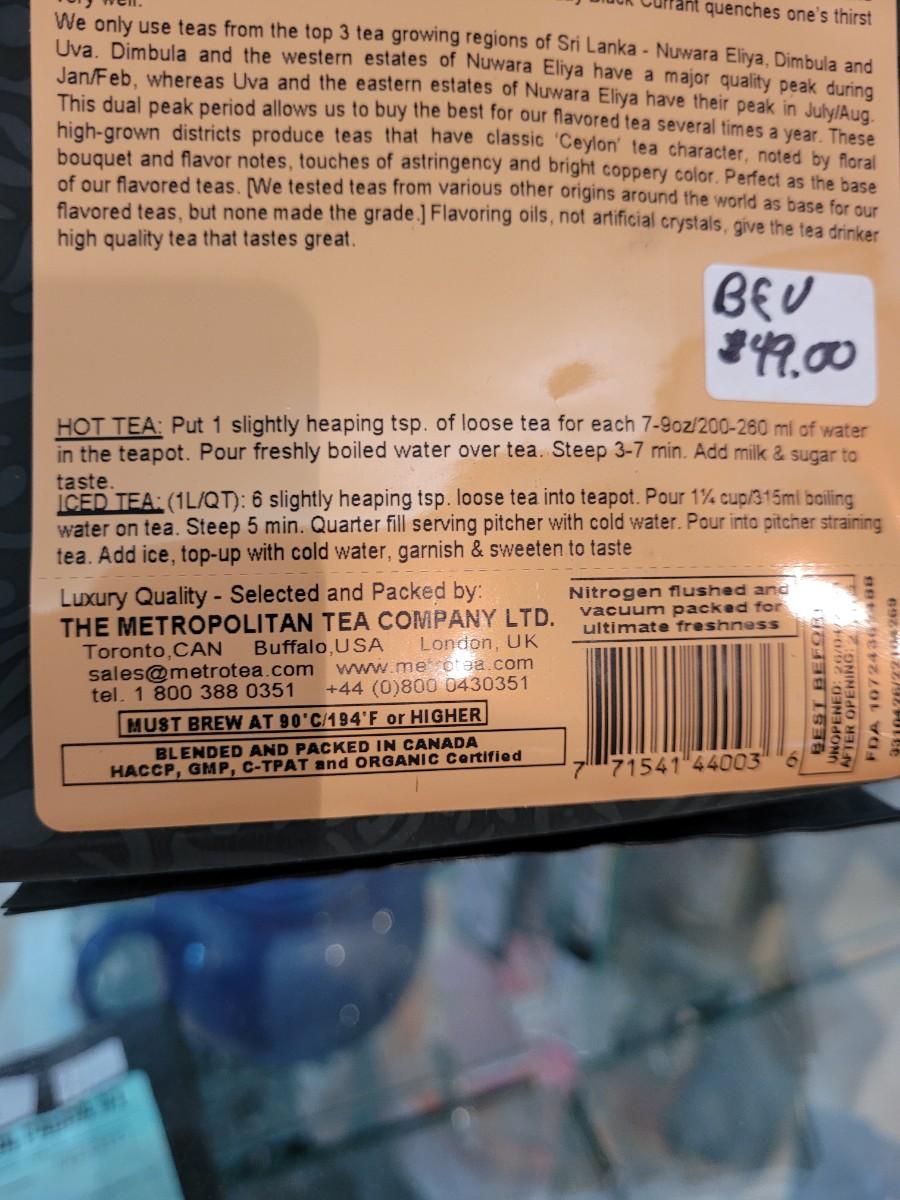 Currant quenches one's thirst
We only use teas from the top 3 tea growing regions of Sri Lanka - Nuwara Eliya, Dimbula and
Uva. Dimbula and the western estates of Nuwara Eliya have a major quality peak during
Jan/Feb, whereas Uva and the eastern estates of Nuwara Eliya have their peak in July/Aug.
This dual peak period allows us to buy the best for our flavored tea several times a year. These
high-grown districts produce teas that have classic 'Ceylon' tea character, noted by floral
bouquet and flavor notes, touches of astringency and bright coppery color. Perfect as the base
of our flavored teas. [We tested teas from various other origins around the world as base for our
flavored teas, but none made the grade.] Flavoring oils, not artificial crystals, give the tea drinker
high quality tea that tastes great.
BEV
$49.00
HOT TEA: Put 1 slightly heaping tsp. of loose tea for each 7-9oz/200-260 ml of water
in the teapot. Pour freshly boiled water over tea. Steep 3-7 min. Add milk & sugar to
taste.
ICED TEA: (1L/QT): 6 slightly heaping tsp. loose tea into teapot. Pour 1¼ cup/315ml boiling
water on tea. Steep 5 min. Quarter fill serving pitcher with cold water. Pour into pitcher straining
tea. Add ice, top-up with cold water, garnish & sweeten to taste
Luxury Quality - Selected and Packed by:
THE METROPOLITAN TEA COMPANY LTD.
Toronto,CAN Buffalo,USA London, UK
sales@metrotea.com www.metrotea.com
tel. 1 800 388 0351 +44 (0)800 0430351
MUST BREW AT 90°C/194°F or HIGHER
BLENDED AND PACKED IN CANADA
HACCP, GMP, C-TPAT and ORGANIC Certified
Nitrogen flushed and
vacuum packed for
ultimate freshness
7 71541 44003 6
BEST BEFORE
UNOPENED:
AFTER OPENING:
FDA